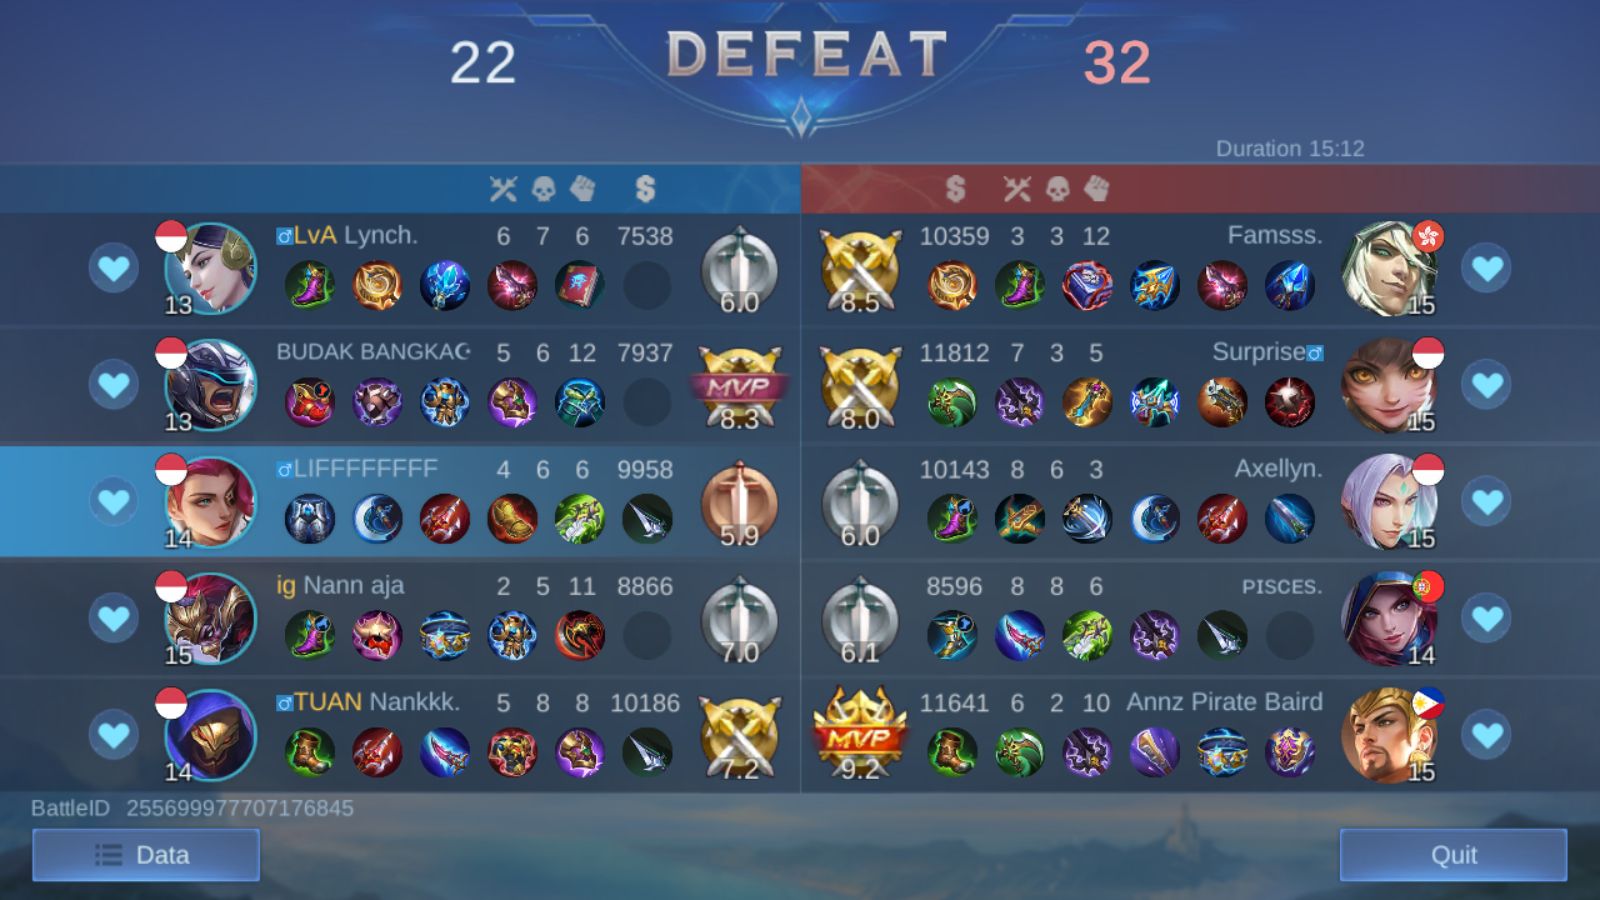 22 DEFEAT 32
Duration 15:12
LvA Lynch. 6 7 6 7538 6.0 13
8.5 10359 3 3 12 Famsss. 15
BUDAK BANGKA☪ 5 6 12 7937 MVP 8.3 13
8.0 11812 7 3 5 Surprise 15
LIFFFFFFFF 4 6 6 9958 5.9 14
6.0 10143 8 6 3 Axellyn. 15
ig Nann aja 2 5 11 8866 7.0 15
6.1 8596 8 8 6 PISCES. 14
TUAN Nankkk. 5 8 8 10186 7.2 14
MVP 9.2 11641 6 2 10 Annz Pirate Baird 15
BattleID 255699977707176845
Data
Quit